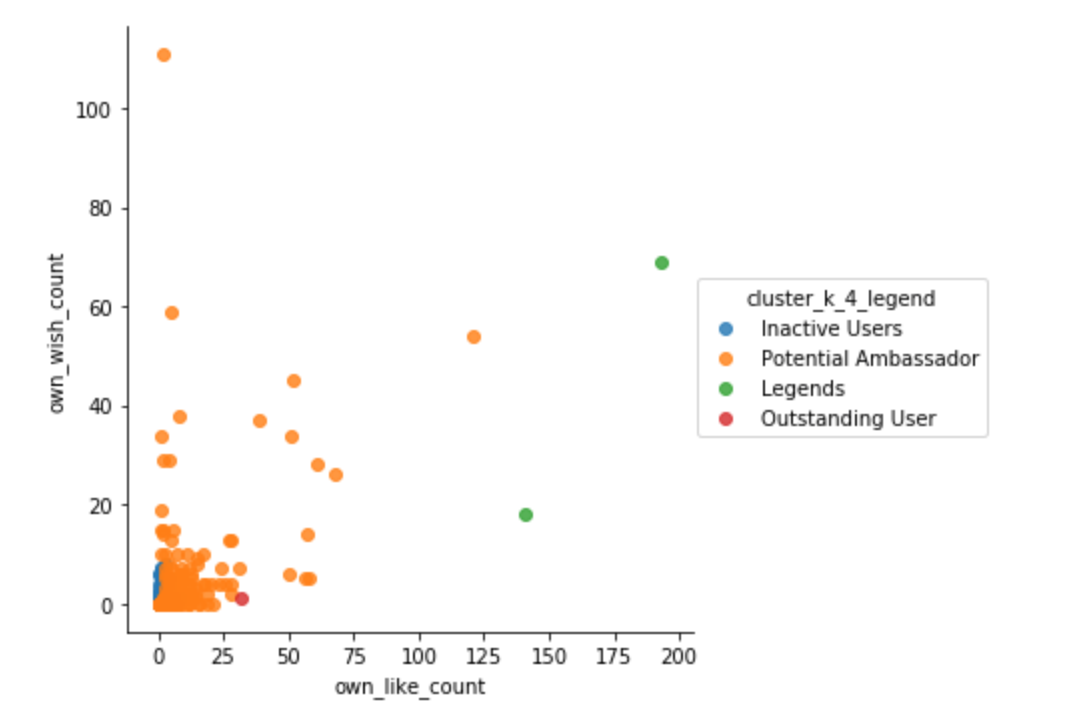 100
80
60
40
20
0
own_wish_count
0 25 50 75 100 125 150 175 200
own_like_count
cluster_k_4_legend
Inactive Users
Potential Ambassador
Legends
Outstanding User